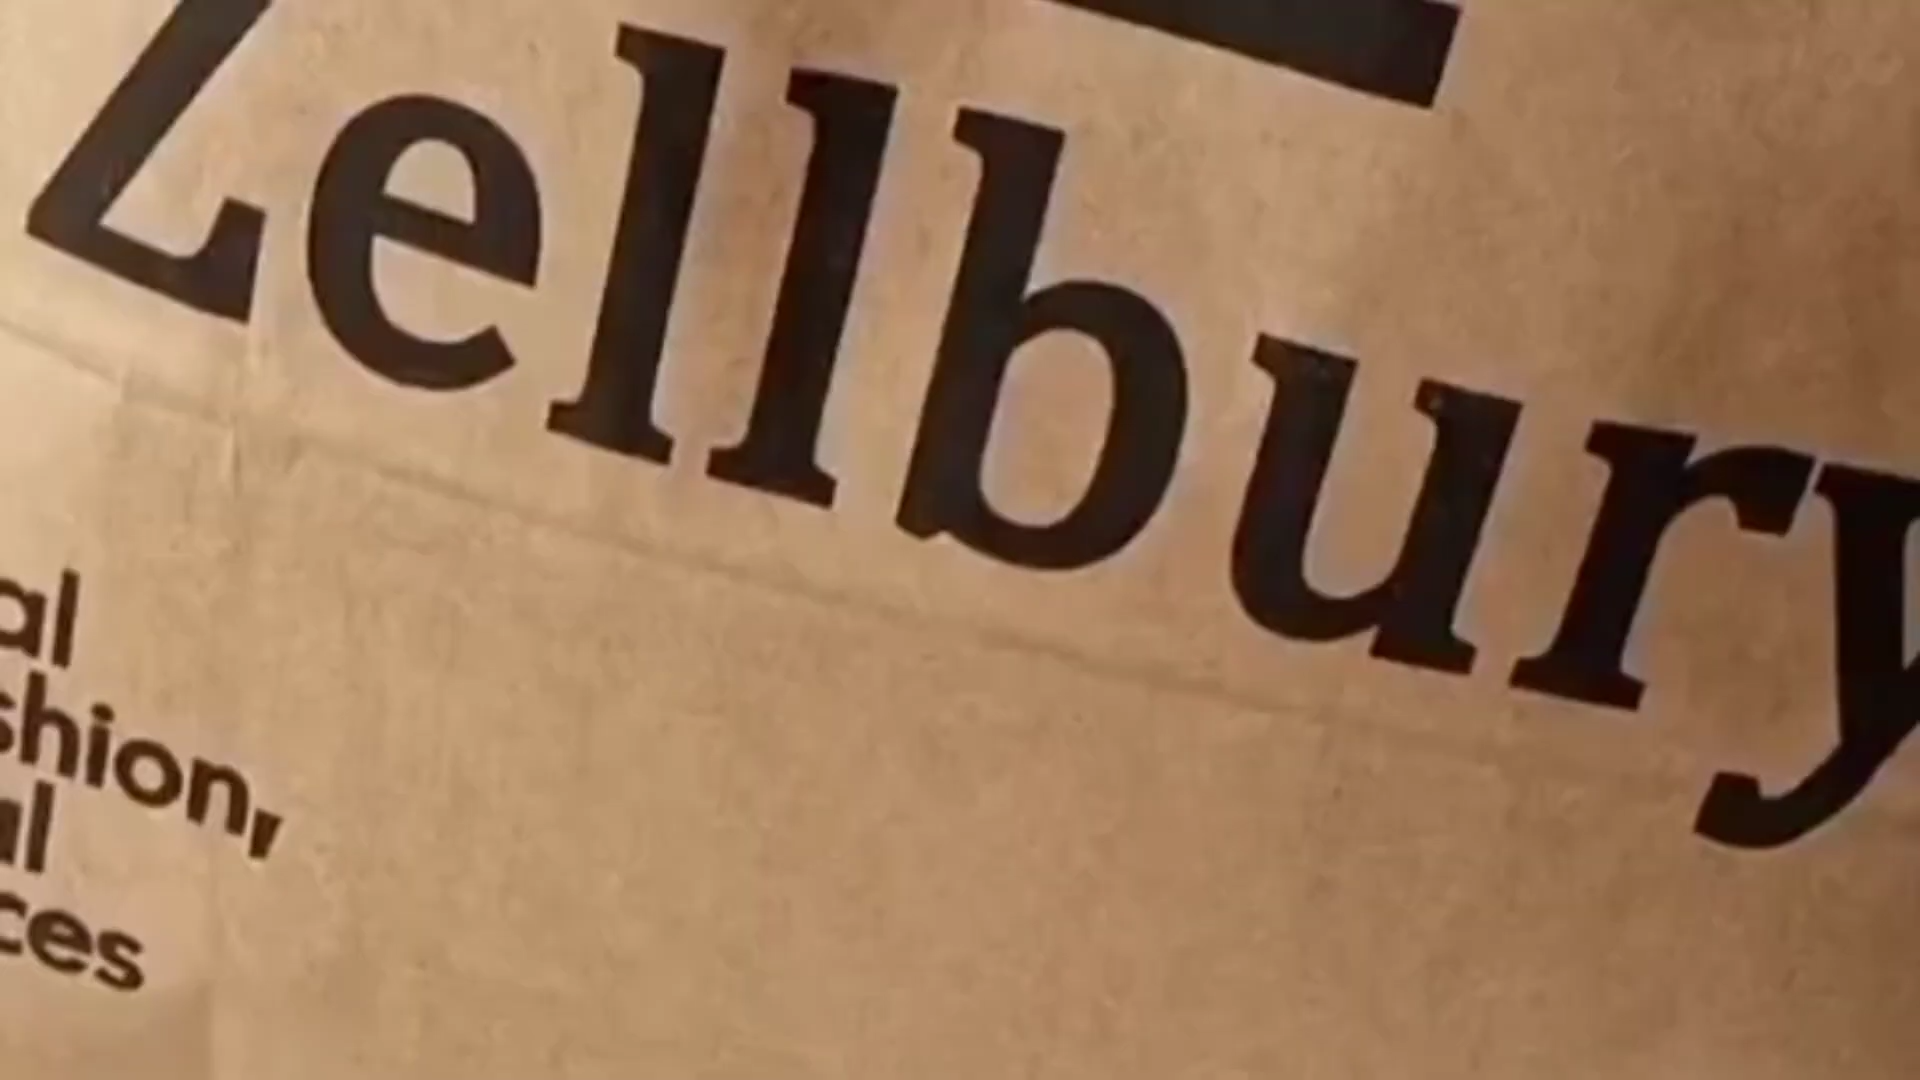 Zellbury
al
shion,
al
ces